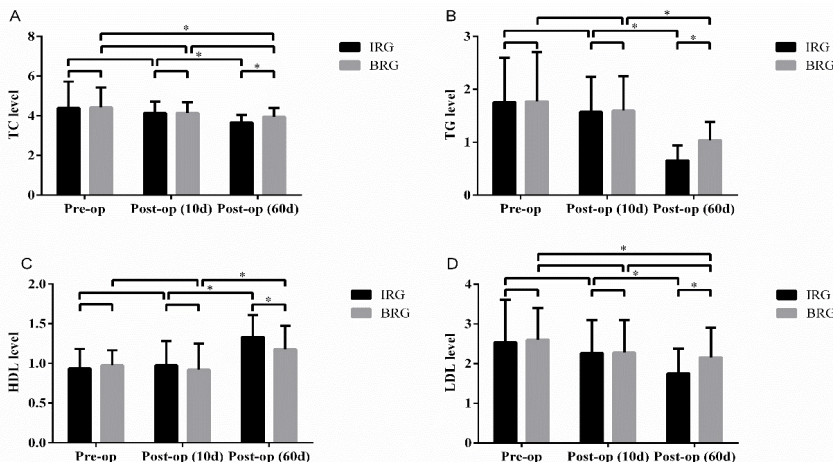 A
*
*
*
8
6
4
2
0
TC level
Pre-op Post-op (10d) Post-op (60d)
IRG
BRG
B
*
*
*
3
2
1
0
TG level
Pre-op Post-op (10d) Post-op (60d)
IRG
BRG
C
*
*
*
2.0
1.5
1.0
0.5
0.0
HDL level
Pre-op Post-op (10d) Post-op (60d)
IRG
BRG
D
*
*
*
4
3
2
1
0
LDL level
Pre-op Post-op (10d) Post-op (60d)
IRG
BRG